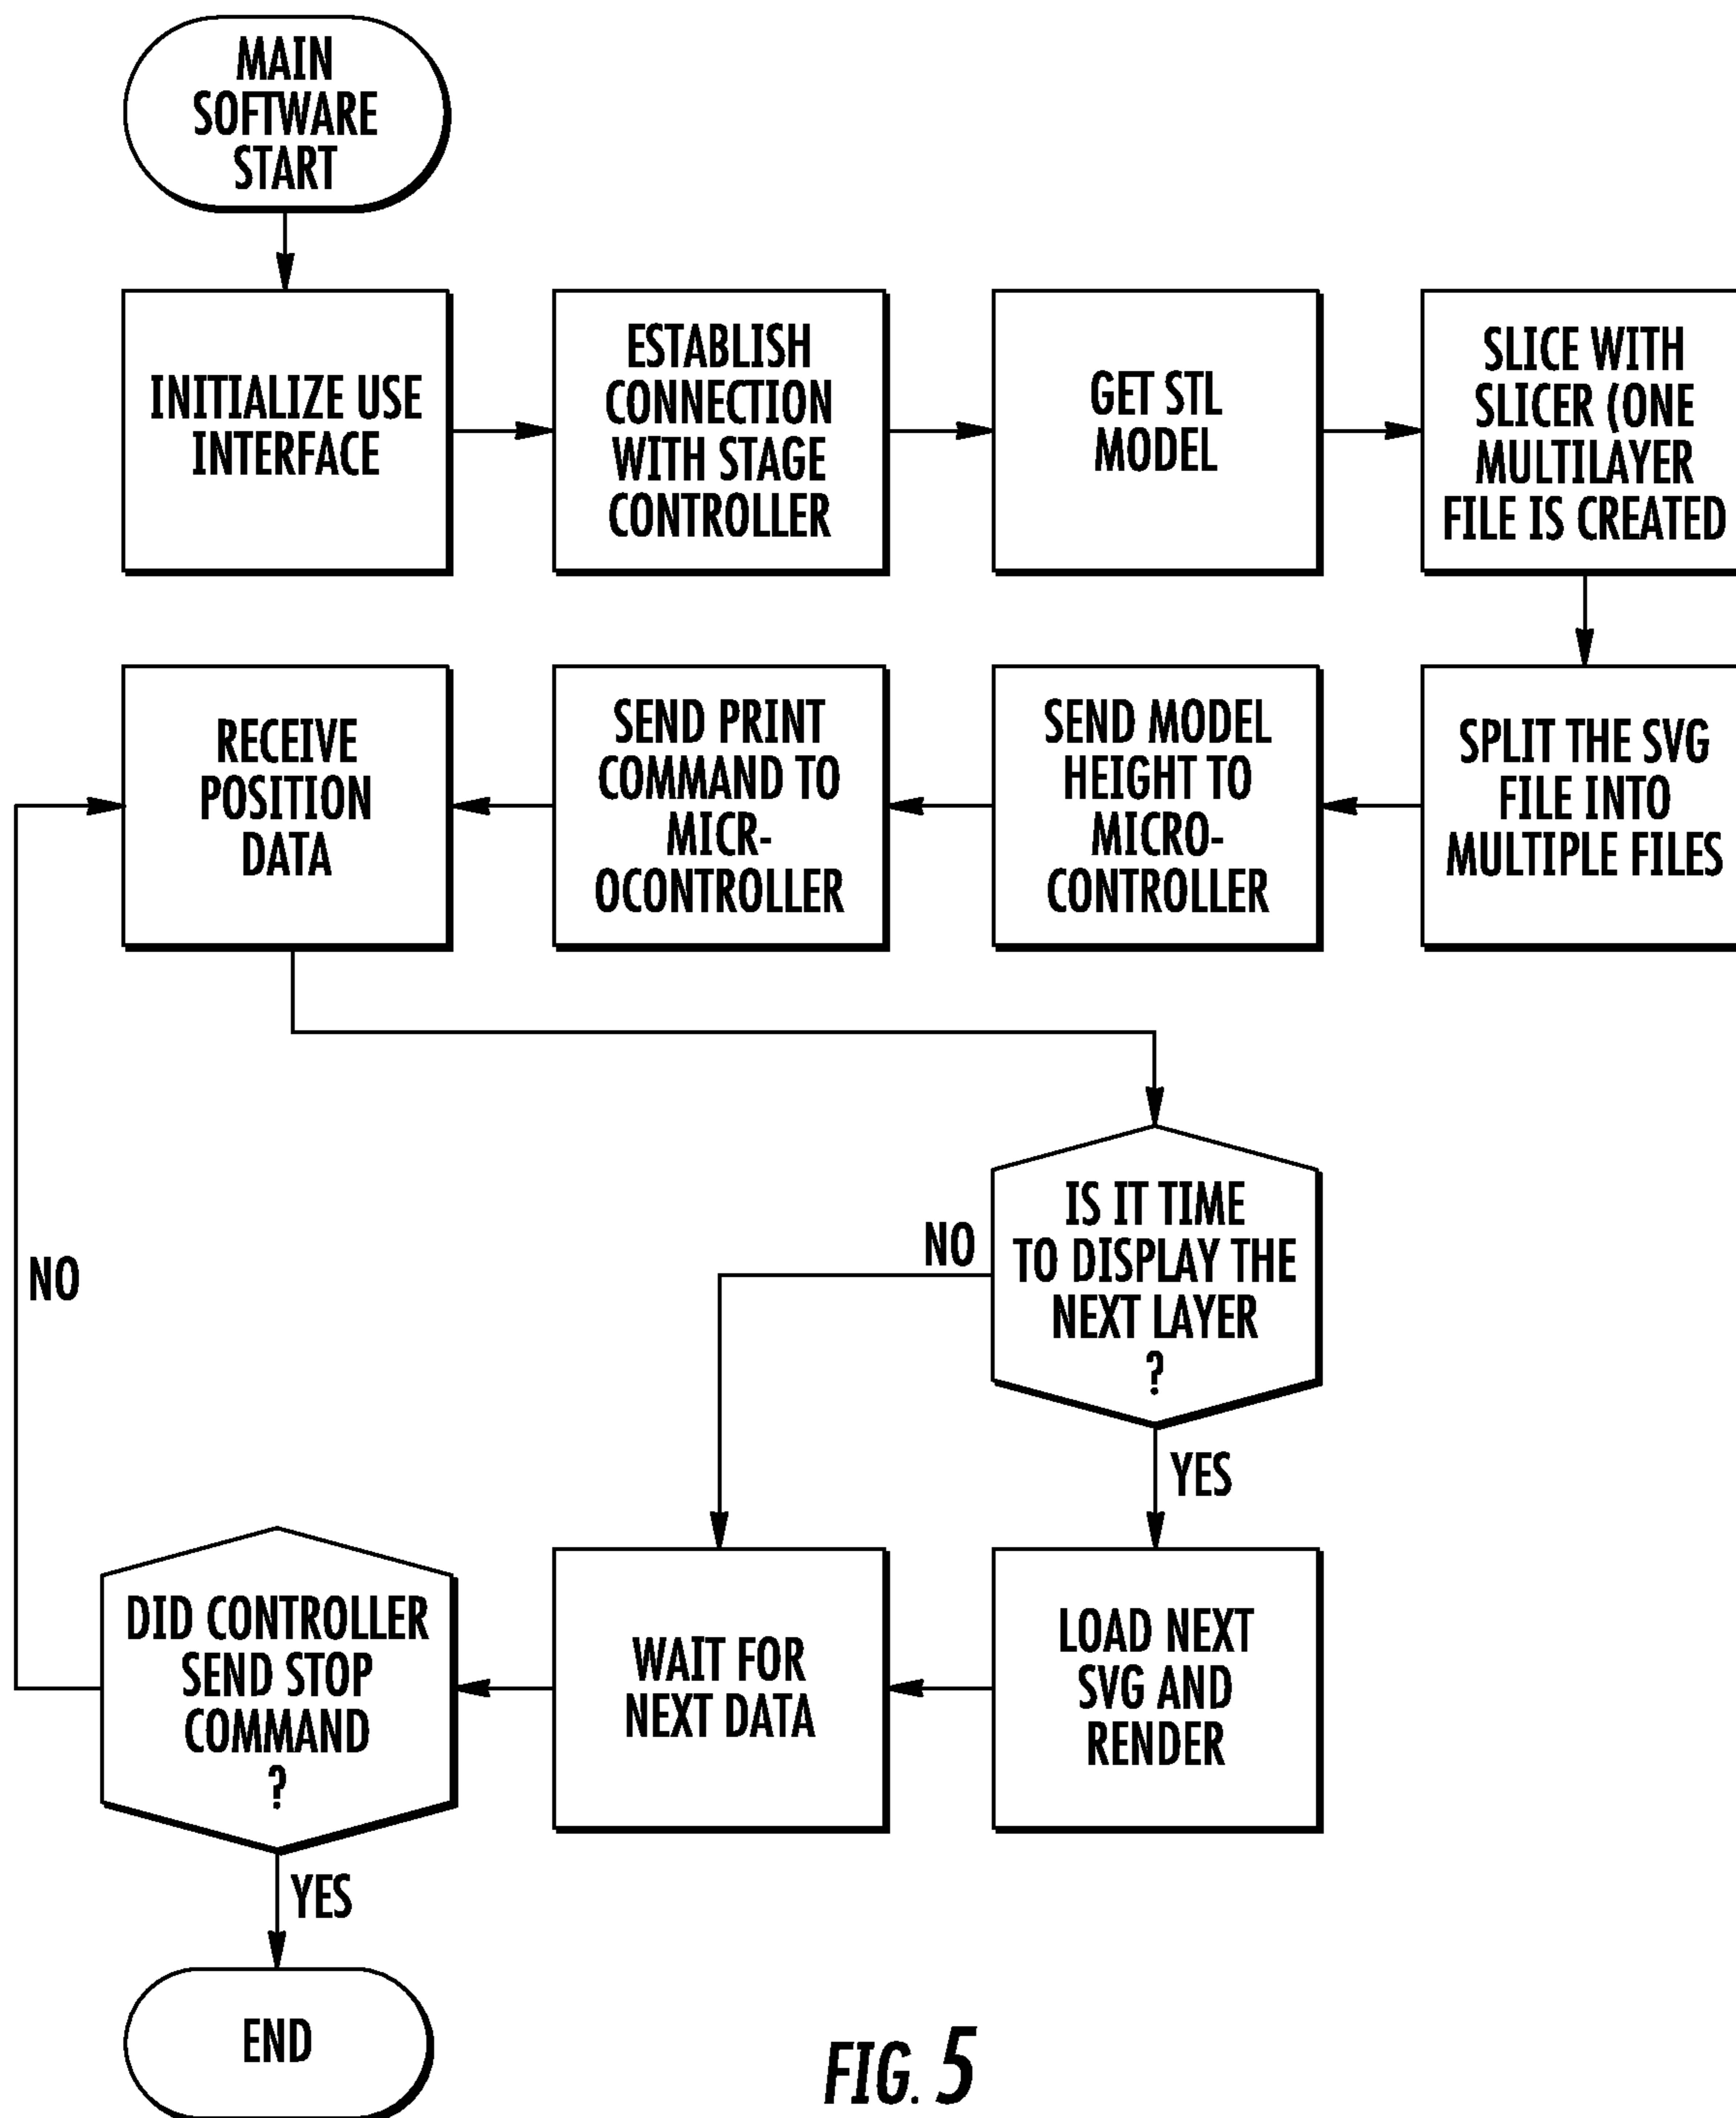 MAIN
SOFTWARE
START
INITIALIZE USE
INTERFACE
ESTABLISH
CONNECTION
WITH STAGE
CONTROLLER
GET STL
MODEL
SLICE WITH
SLICER (ONE
MULTILAYER
FILE IS CREATED
SPLIT THE SVG
FILE INTO
MULTIPLE FILES
SEND MODEL
HEIGHT TO
MICRO-
CONTROLLER
SEND PRINT
COMMAND TO
MICR-
OCONTROLLER
RECEIVE
POSITION
DATA
IS IT TIME
TO DISPLAY THE
NEXT LAYER
?
NO
YES
LOAD NEXT
SVG AND
RENDER
WAIT FOR
NEXT DATA
DID CONTROLLER
SEND STOP
COMMAND
?
NO
YES
END
FIG. 5